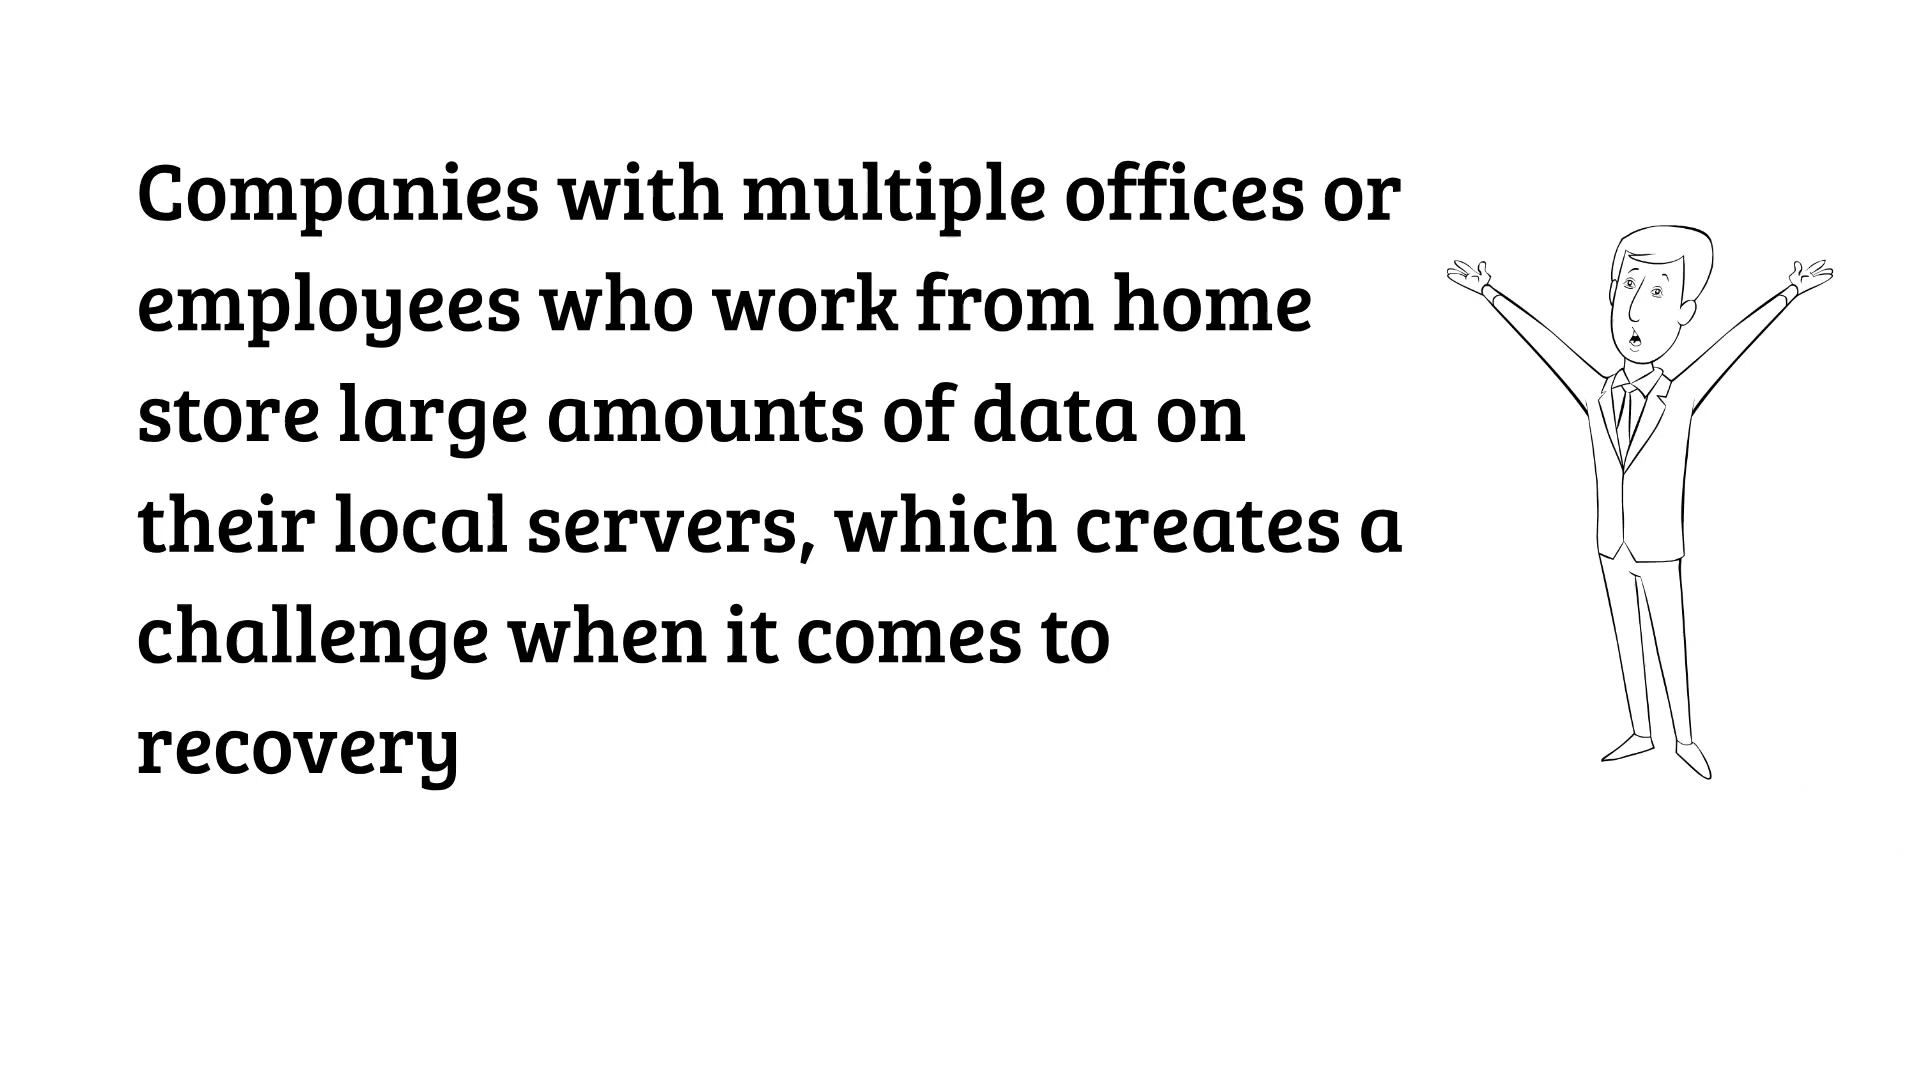 Companies with multiple offices or
employees who work from home
store large amounts of data on
their local servers, which creates a
challenge when it comes to
recovery